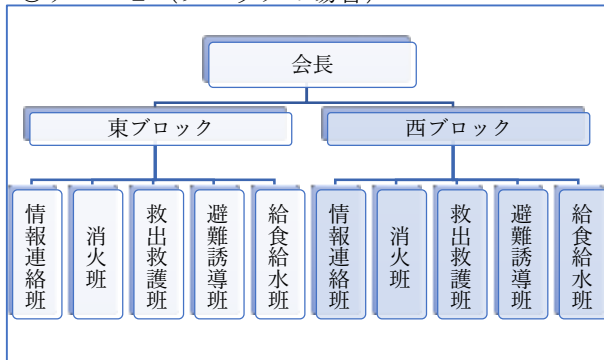 会長
東ブロック
西ブロック
情報連絡班
消火班
救出救護班
避難誘導班
給食給水班
情報連絡班
消火班
救出救護班
避難誘導班
給食給水班